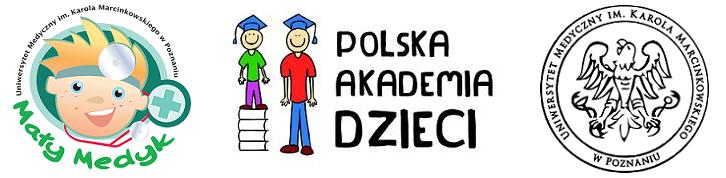 Uniwersytet Medyczny im. Karola Marcinkowskiego w Poznaniu
Mały Medyk
POLSKA
AKADEMIA
DZIECI
UNIWERSYTET MEDYCZNY IM. KAROLA MARCINKOWSKIEGO
W POZNANIU